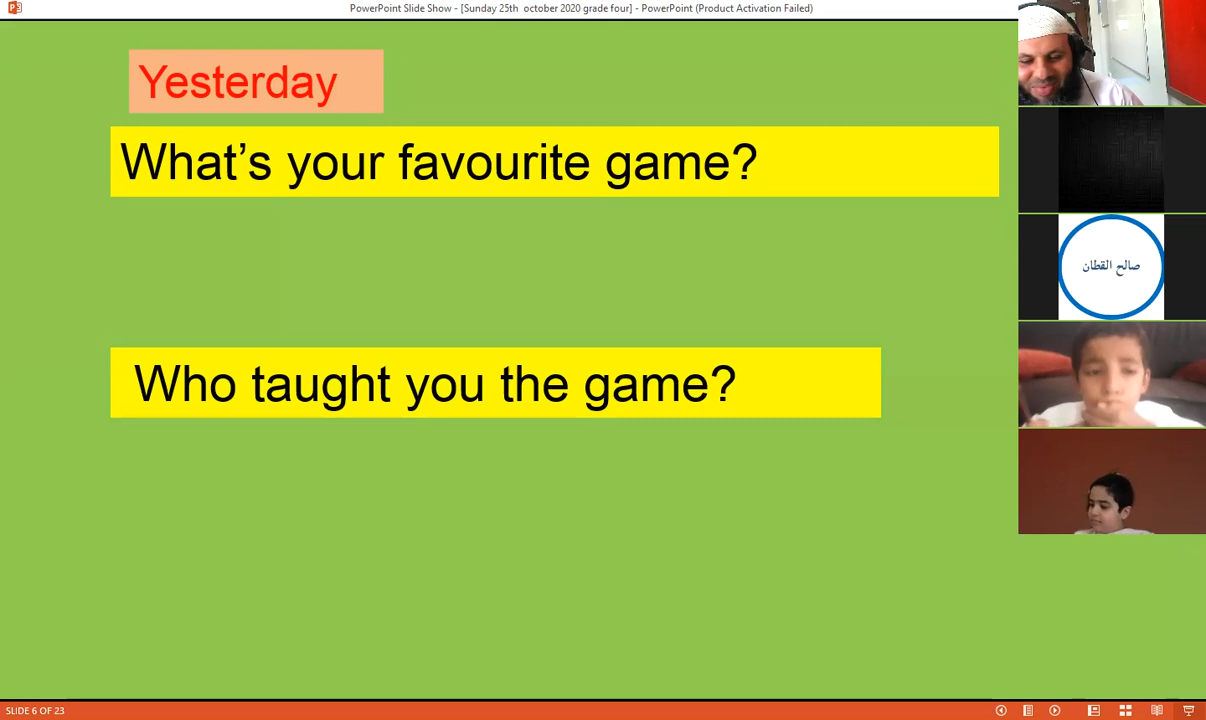 PowerPoint Slide Show - [Sunday 25th october 2020 grade four] - PowerPoint (Product Activation Failed)
Yesterday
What’s your favourite game?
صالح القطان
Who taught you the game?
SLIDE 6 OF 23